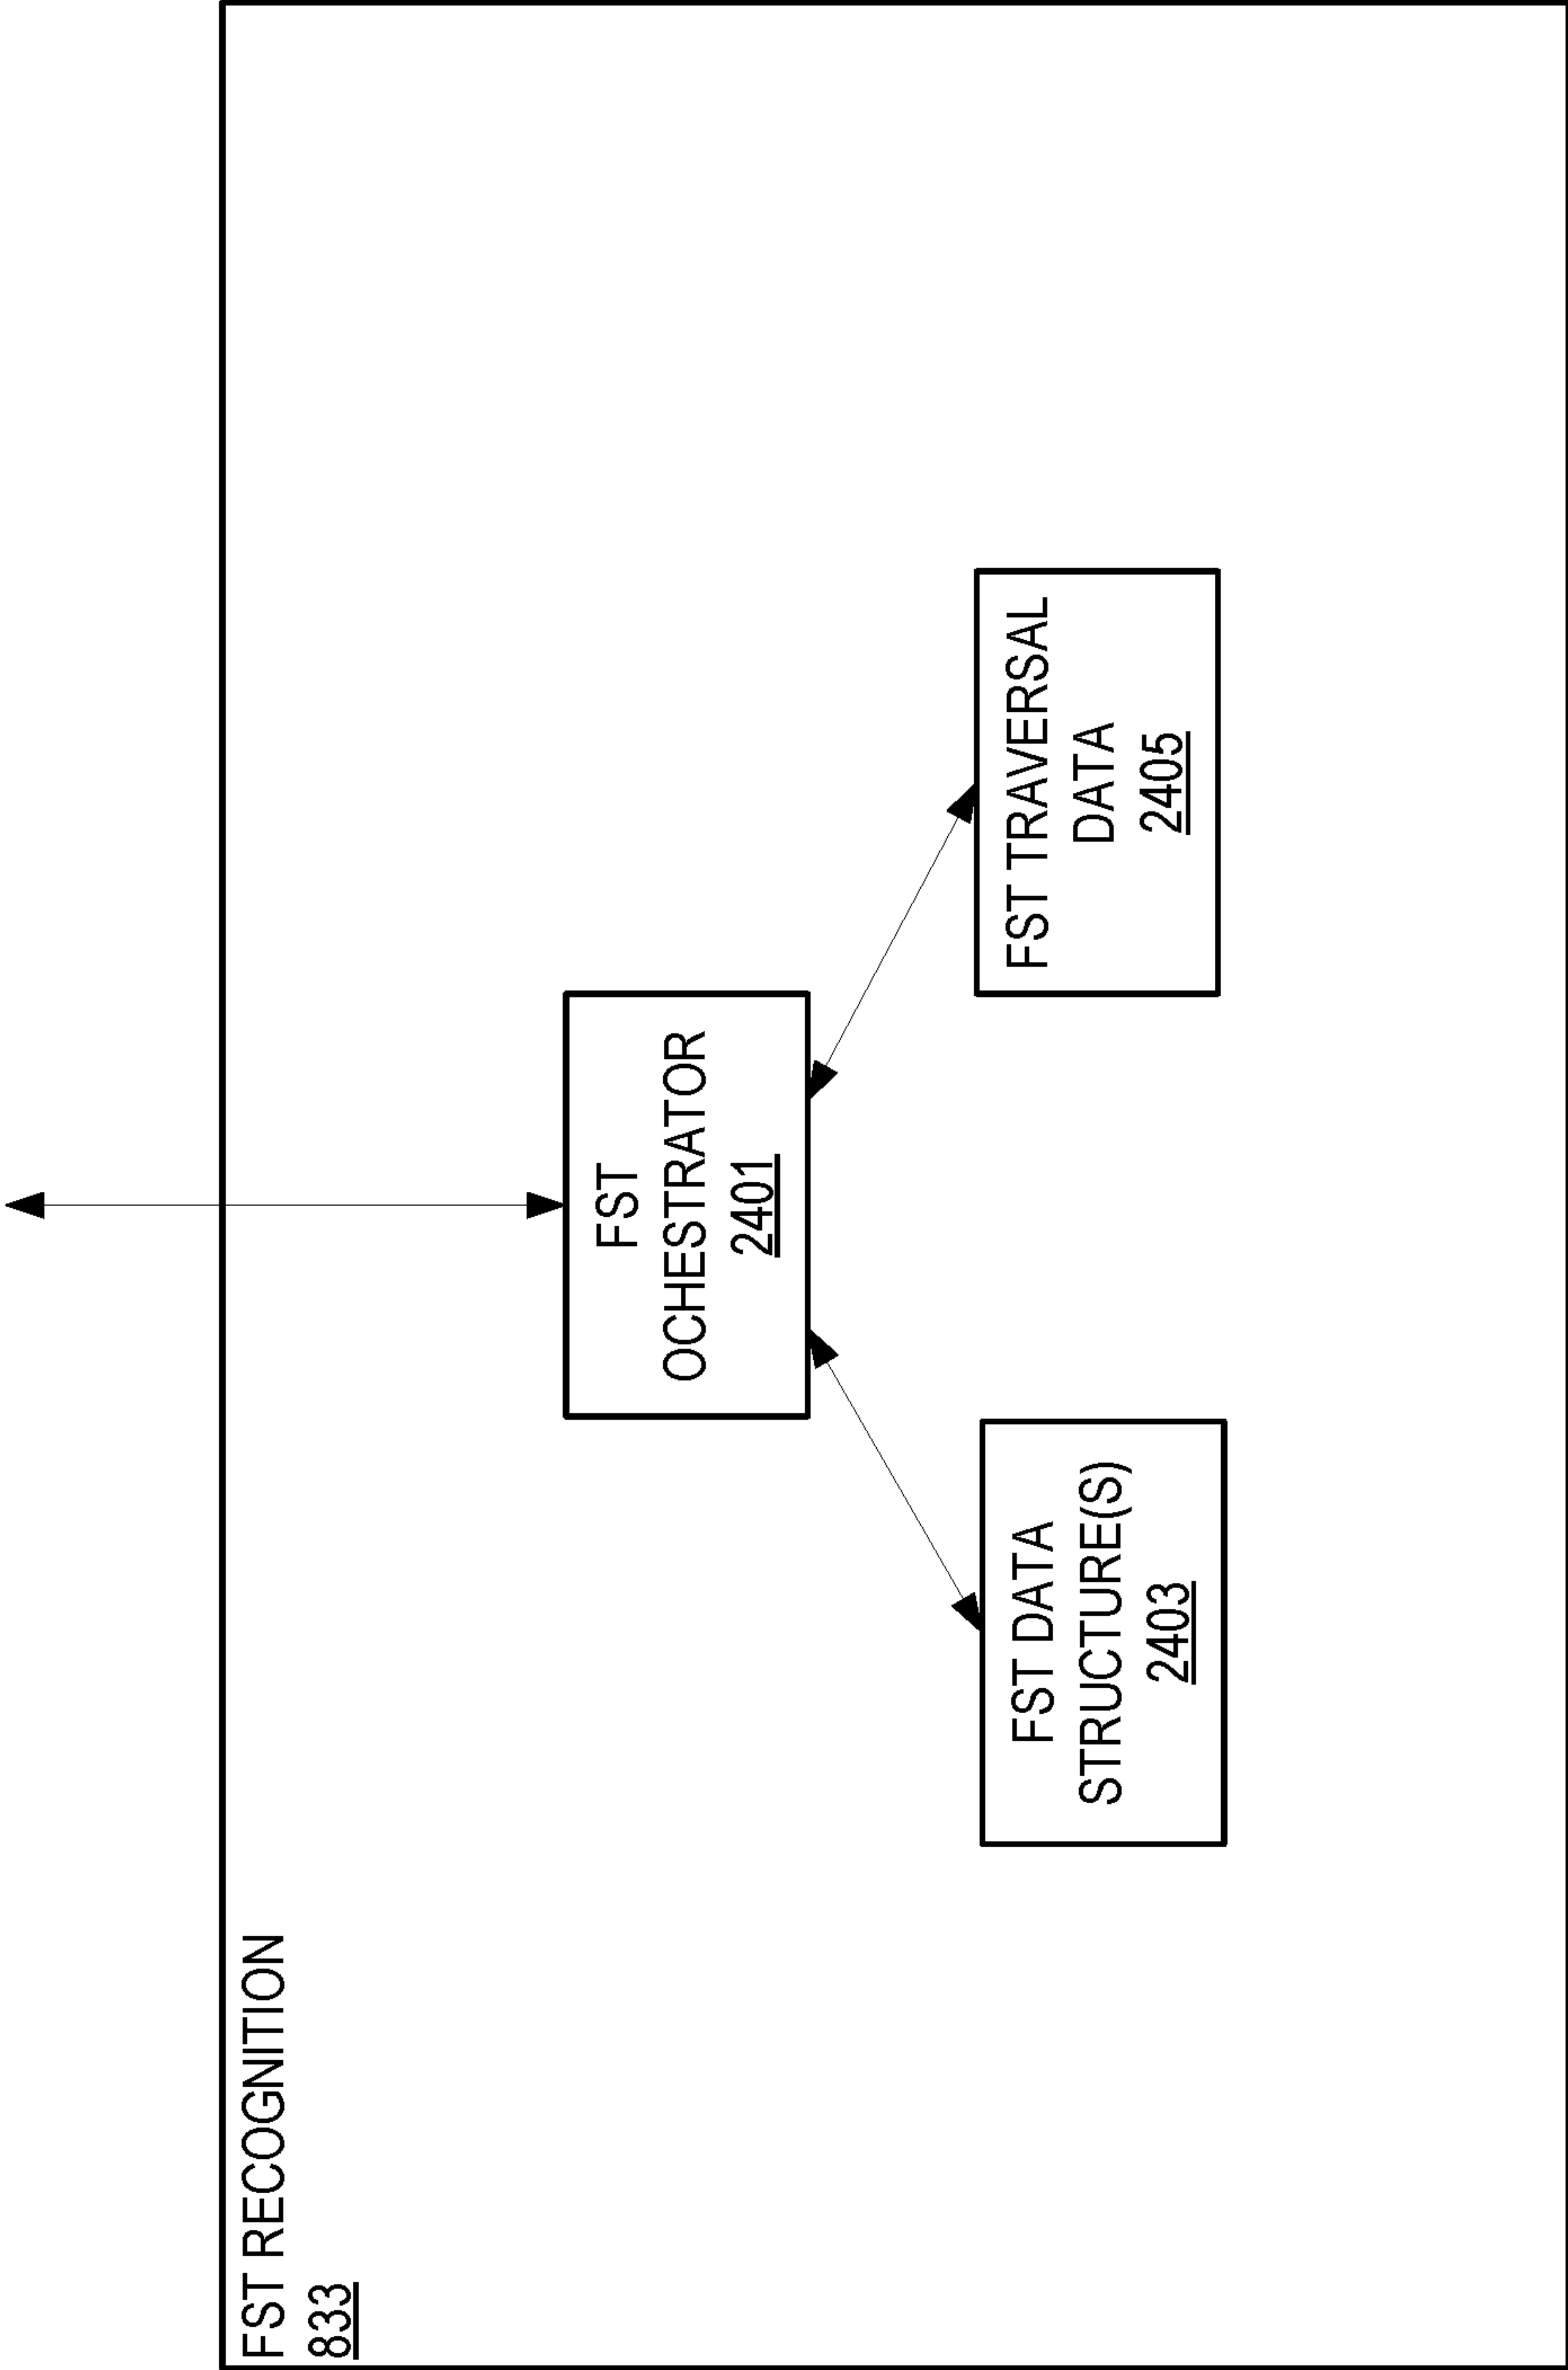 FST RECOGNITION
833
FST
OCHESTRATOR
2401
FST DATA
STRUCTURE(S)
2403
FST TRAVERSAL
DATA
2405